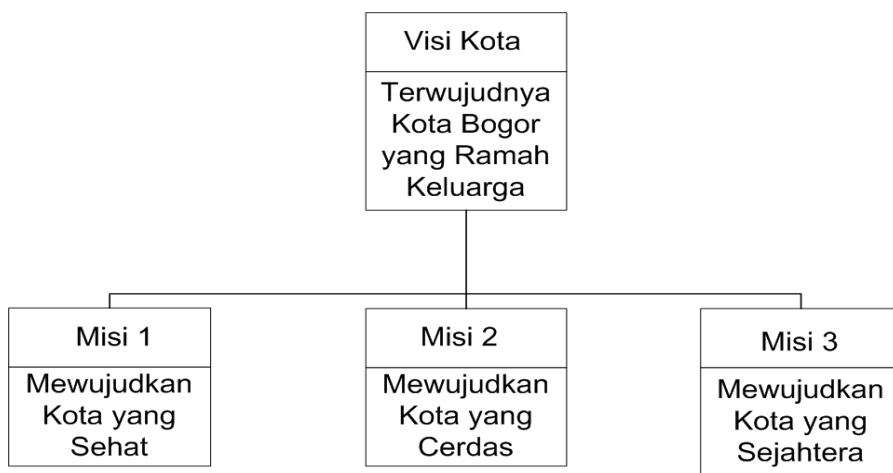 Visi Kota
Terwujudnya
Kota Bogor
yang Ramah
Keluarga
Misi 1
Mewujudkan
Kota yang
Sehat
Misi 2
Mewujudkan
Kota yang
Cerdas
Misi 3
Mewujudkan
Kota yang
Sejahtera